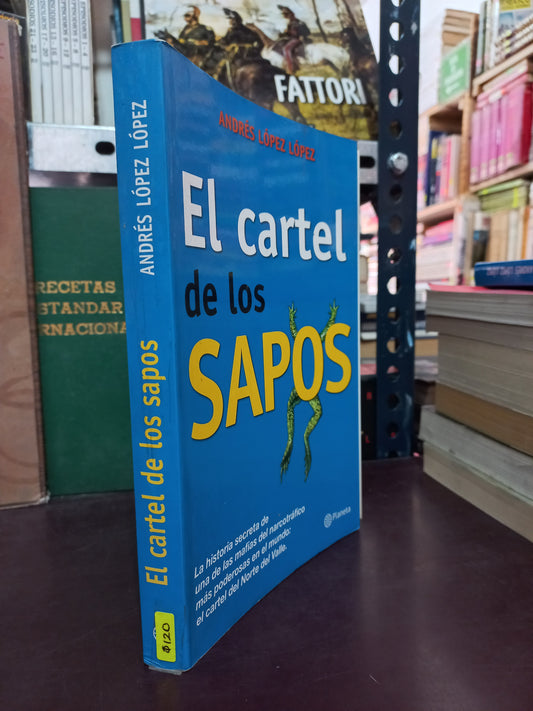 FATTORI
ANDRÉS LÓPEZ LÓPEZ
El cartel
de los
SAPOS
La historia secreta de
una de las mafias del narcotráfico
más poderosas en el mundo:
el cartel del Norte del Valle.
Planeta
ANDRÉS LÓPEZ LÓPEZ
El cartel de los sapos
$120
RECETAS
STANDAR
RNACIONA